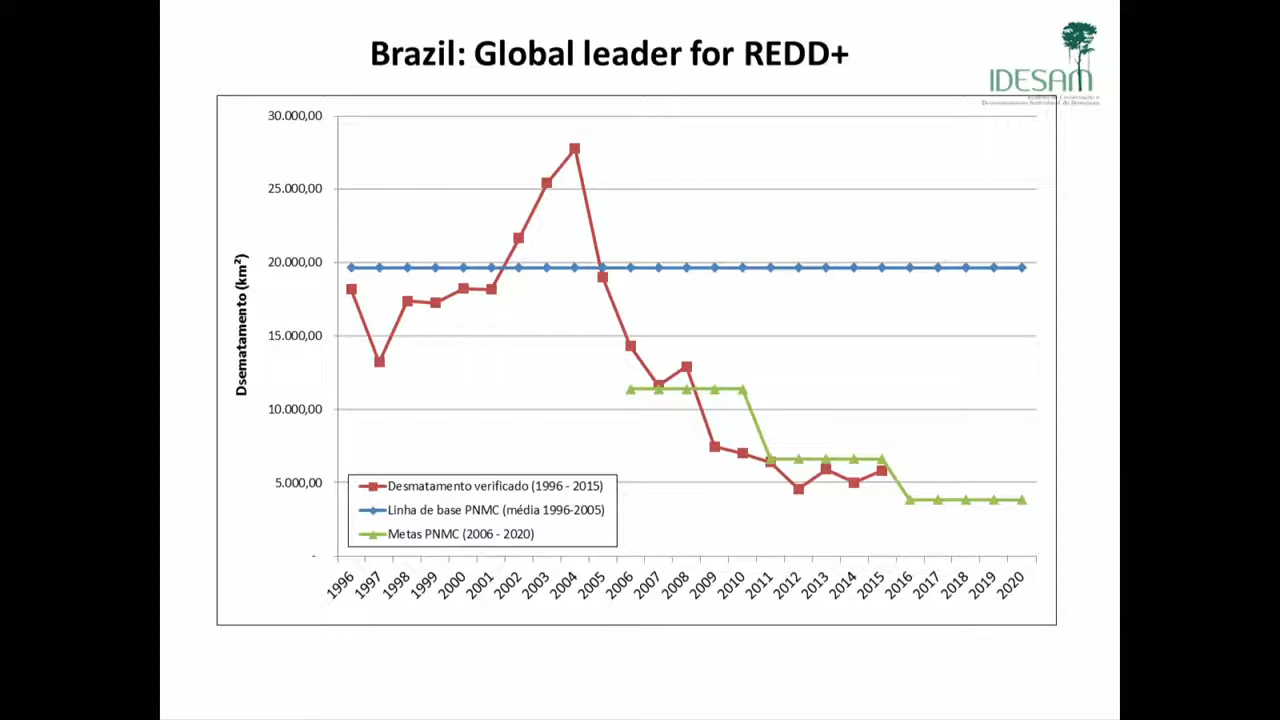 Brazil: Global leader for REDD+
IDESAM
30.000,00
25.000,00
20.000,00
15.000,00
10.000,00
5.000,00
-
Dsematamento (km²)
Desmatamento verificado (1996 - 2015)
Linha de base PNMC (média 1996-2005)
Metas PNMC (2006 - 2020)
1996 1997 1998 1999 2000 2001 2002 2003 2004 2005 2006 2007 2008 2009 2010 2011 2012 2013 2014 2015 2016 2017 2018 2019 2020